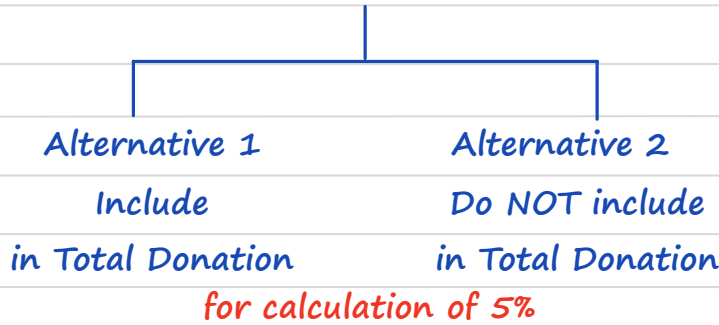 Alternative 1 Alternative 2
Include Do NOT include
in Total Donation in Total Donation
for calculation of 5%